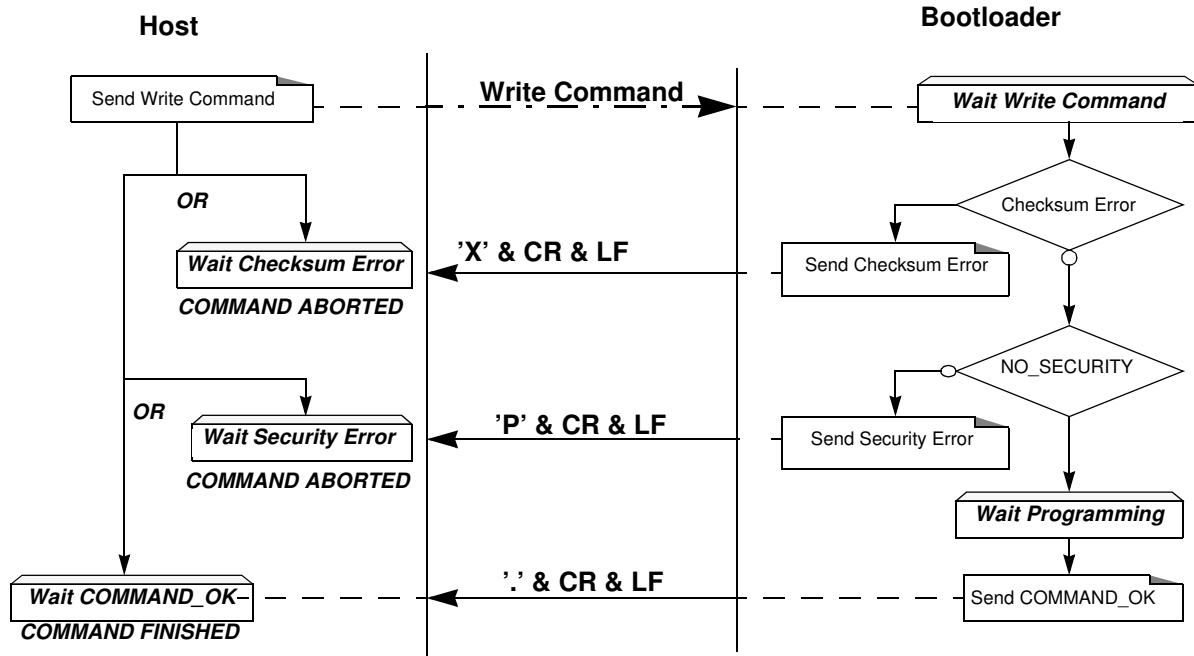 Host
Bootloader
Send Write Command
Write Command
Wait Write Command
OR
Checksum Error
Wait Checksum Error
'X' & CR & LF
Send Checksum Error
COMMAND ABORTED
NO_SECURITY
OR
Wait Security Error
'P' & CR & LF
Send Security Error
COMMAND ABORTED
Wait Programming
Wait COMMAND_OK
'.' & CR & LF
Send COMMAND_OK
COMMAND FINISHED